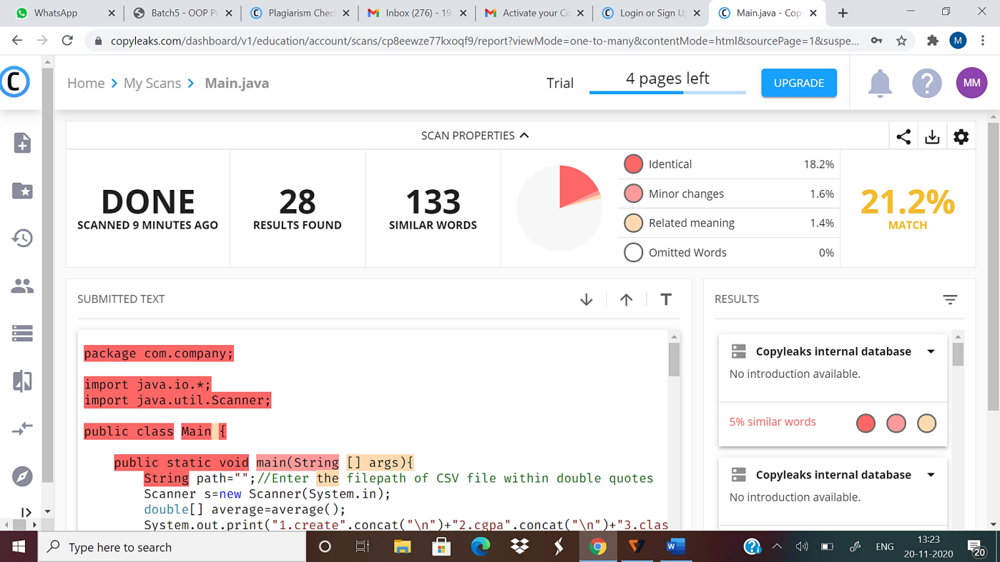 WhatsApp
Batch5 - OOP Pr
Plagiarism Chec
Inbox (276) - 19
Activate your Co
Login or Sign U
Main.java - Cop
copyleaks.com/dashboard/v1/education/account/scans/cp8eewze77kxoqf9/report?viewMode=one-to-many&contentMode=html&sourcePage=1&suspe...
M
C
Home > My Scans > Main.java
Trial
4 pages left
UPGRADE
?
MM
SCAN PROPERTIES
DONE
SCANNED 9 MINUTES AGO
28
RESULTS FOUND
133
SIMILAR WORDS
Identical 18.2%
Minor changes 1.6%
Related meaning 1.4%
Omitted Words 0%
21.2%
MATCH
SUBMITTED TEXT
T
package com.company;
import java.io.*;
import java.util.Scanner;
public class Main {
public static void main(String [] args){
String path="";//Enter the filepath of CSV file within double quotes
Scanner s=new Scanner(System.in);
double[] average=average();
System.out.print("1.create".concat("\n")+"2.cgpa".concat("\n")+"3.clas
RESULTS
Copyleaks internal database
No introduction available.
5% similar words
Copyleaks internal database
No introduction available.
Type here to search
W
ENG
13:23
20-11-2020
20